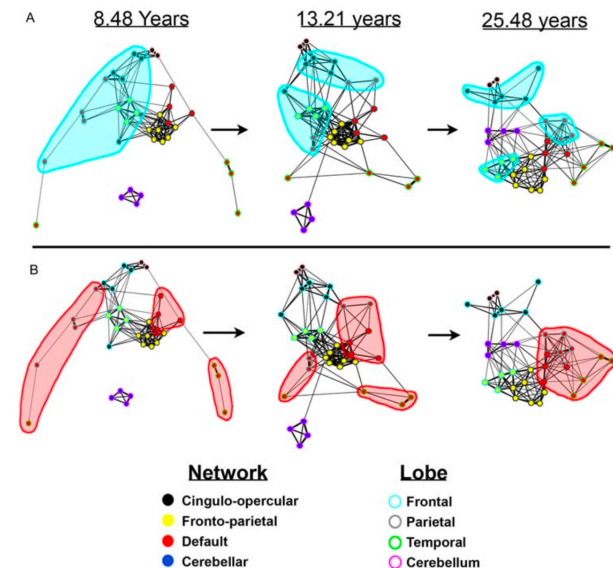 A
8.48 Years
13.21 years
25.48 years
B
Network
Lobe
Cingulo-opercular
Frontal
Fronto-parietal
Parietal
Default
Temporal
Cerebellar
Cerebellum